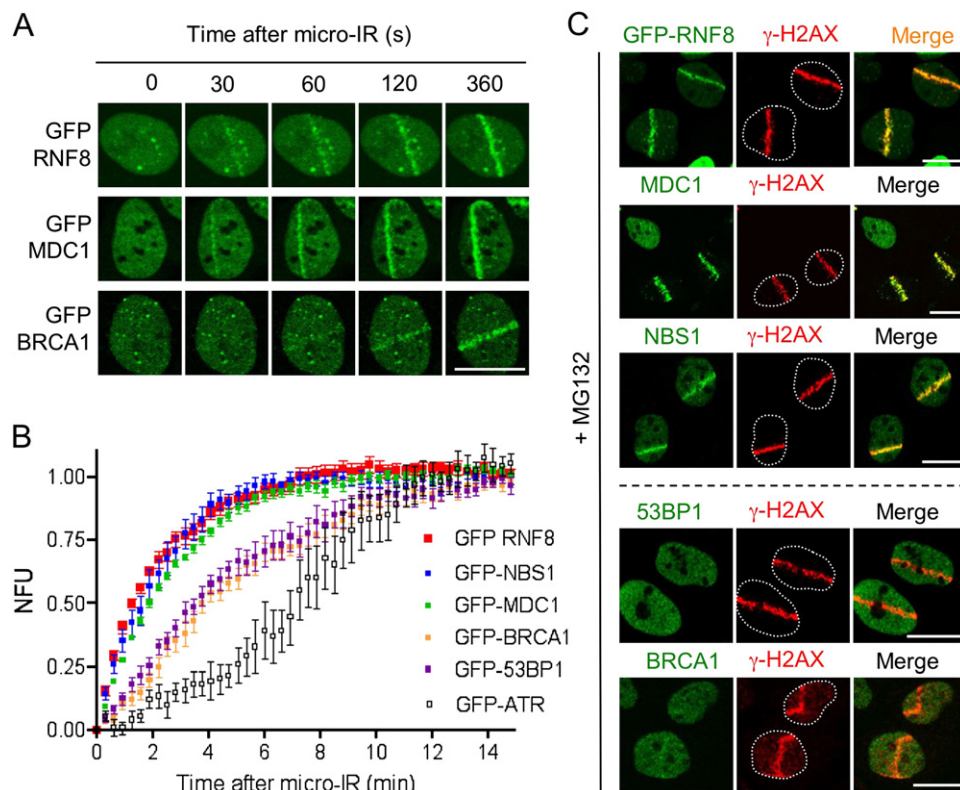 A
Time after micro-IR (s)
0 30 60 120 360
GFP
RNF8
GFP
MDC1
GFP
BRCA1
B
1.00
0.75
0.50
0.25
0.00
NFU
0 2 4 6 8 10 12 14
Time after micro-IR (min)
GFP RNF8
GFP-NBS1
GFP-MDC1
GFP-BRCA1
GFP-53BP1
GFP-ATR
C
+ MG132
GFP-RNF8 γ-H2AX Merge
MDC1 γ-H2AX Merge
NBS1 γ-H2AX Merge
53BP1 γ-H2AX Merge
BRCA1 γ-H2AX Merge